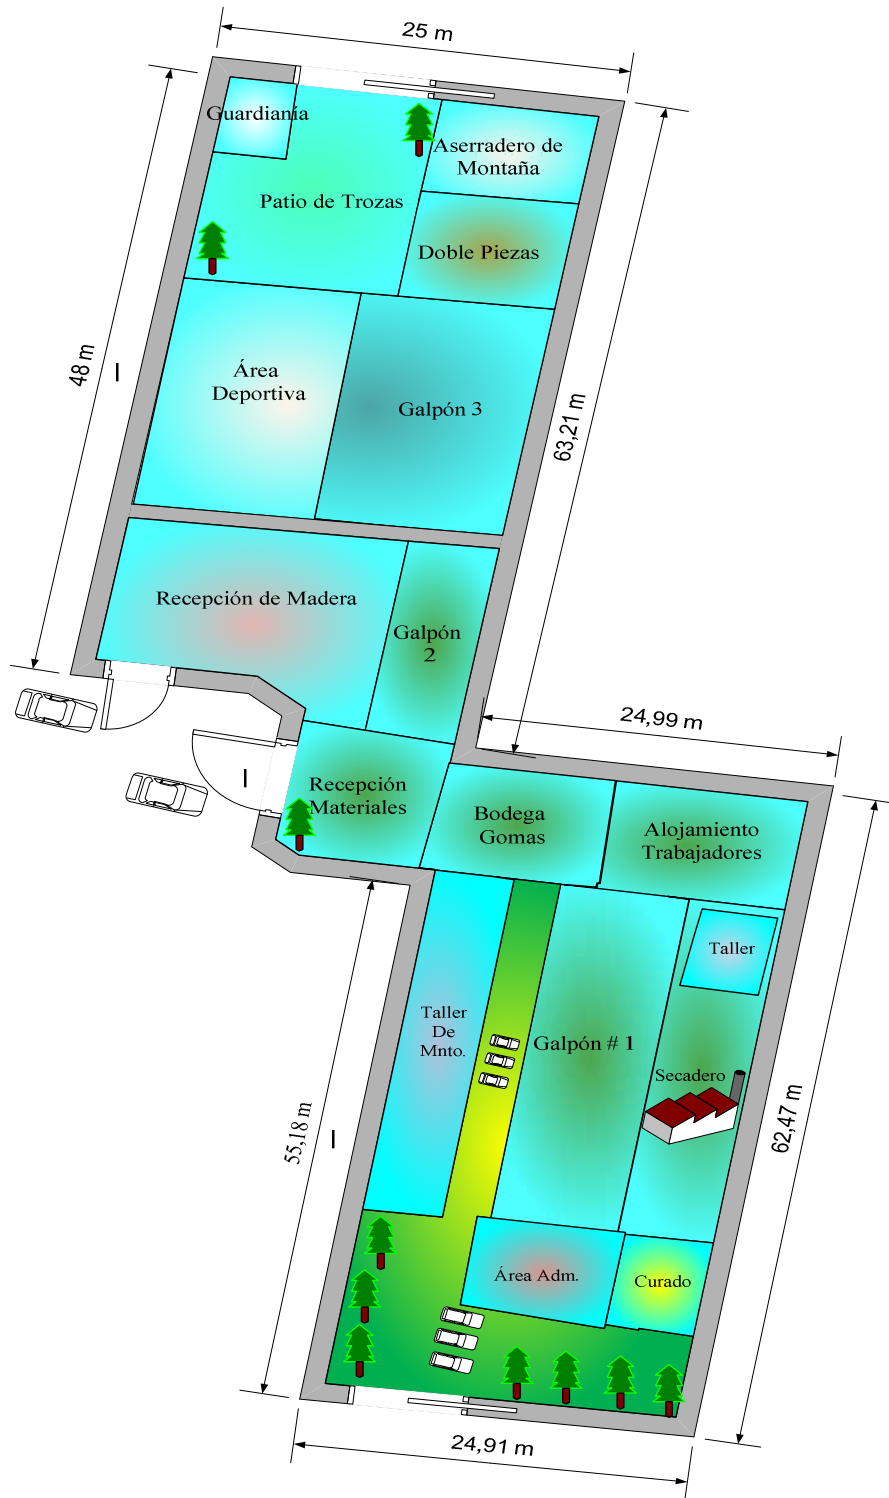 25 m
Guardianía
Aserradero de
Montaña
Patio de Trozas
Doble Piezas
48 m
Área
Deportiva
Galpón 3
63,21 m
Recepción de Madera
Galpón
2
24,99 m
Recepción
Materiales
Bodega
Gomas
Alojamiento
Trabajadores
Taller
Taller
De
Mnto.
Galpón # 1
Secadero
55,18 m
62,47 m
Área Adm.
Curado
24,91 m